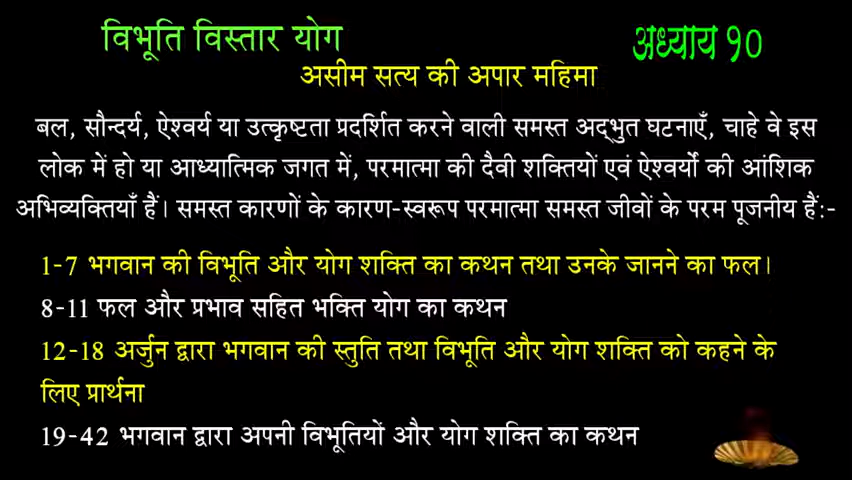 विभूति विस्तार योग अध्याय १०
असीम सत्य की अपार महिमा
बल, सौन्दर्य, ऐश्वर्य या उत्कृष्टता प्रदर्शित करने वाली समस्त अद्भुत घटनाएँ, चाहे वे इस
लोक में हो या आध्यात्मिक जगत में, परमात्मा की दैवी शक्तियों एवं ऐश्वर्यो की आंशिक
अभिव्यक्तियाँ हैं। समस्त कारणों के कारण-स्वरूप परमात्मा समस्त जीवों के परम पूजनीय हैं:-
1-7 भगवान की विभूति और योग शक्ति का कथन तथा उनके जानने का फल।
8-11 फल और प्रभाव सहित भक्ति योग का कथन
12-18 अर्जुन द्वारा भगवान की स्तुति तथा विभूति और योग शक्ति को कहने के
लिए प्रार्थना
19-42 भगवान द्वारा अपनी विभूतियों और योग शक्ति का कथन